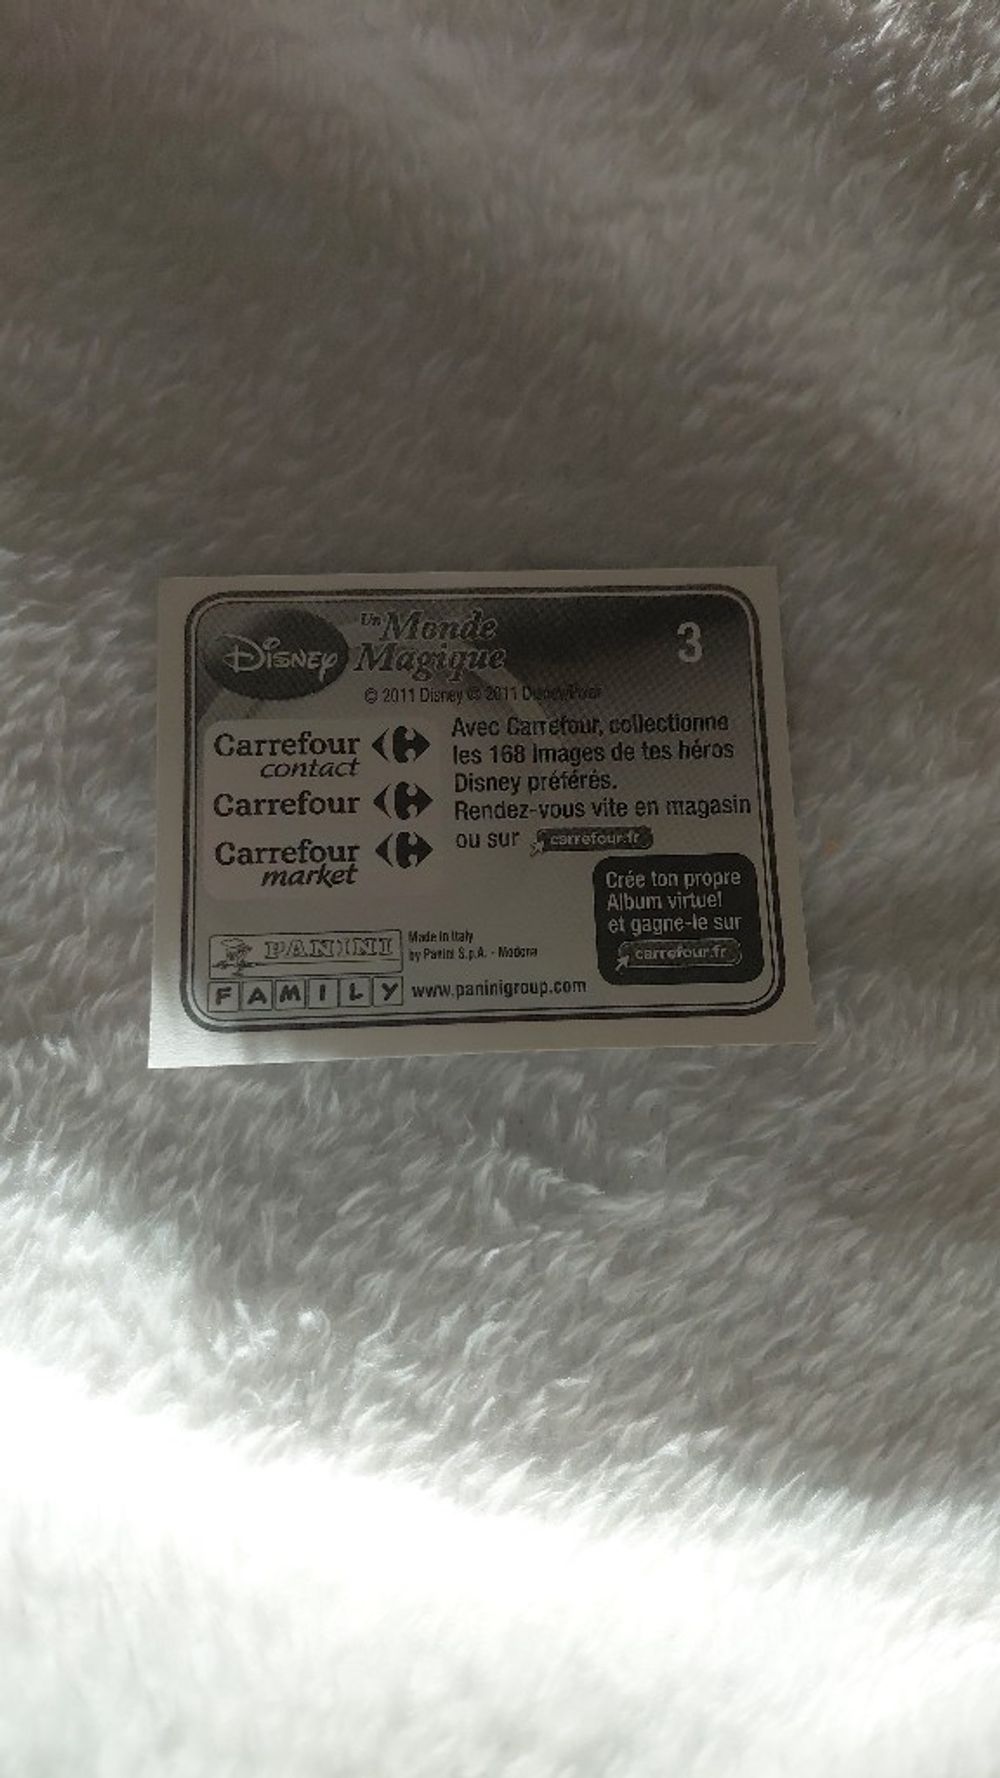 Disney
Un Monde
Magique
3
© 2011 Disney © 2011 Disney/Pixar
Carrefour
contact
Carrefour
Carrefour
market
Avec Carrefour, collectionne
les 168 images de tes héros
Disney préférés.
Rendez-vous vite en magasin
ou sur carrefour.fr
Crée ton propre
Album virtuel
et gagne-le sur
carrefour.fr
PANINI
FAMILY
Made in Italy
by Panini S.p.A. - Modena
www.paninigroup.com